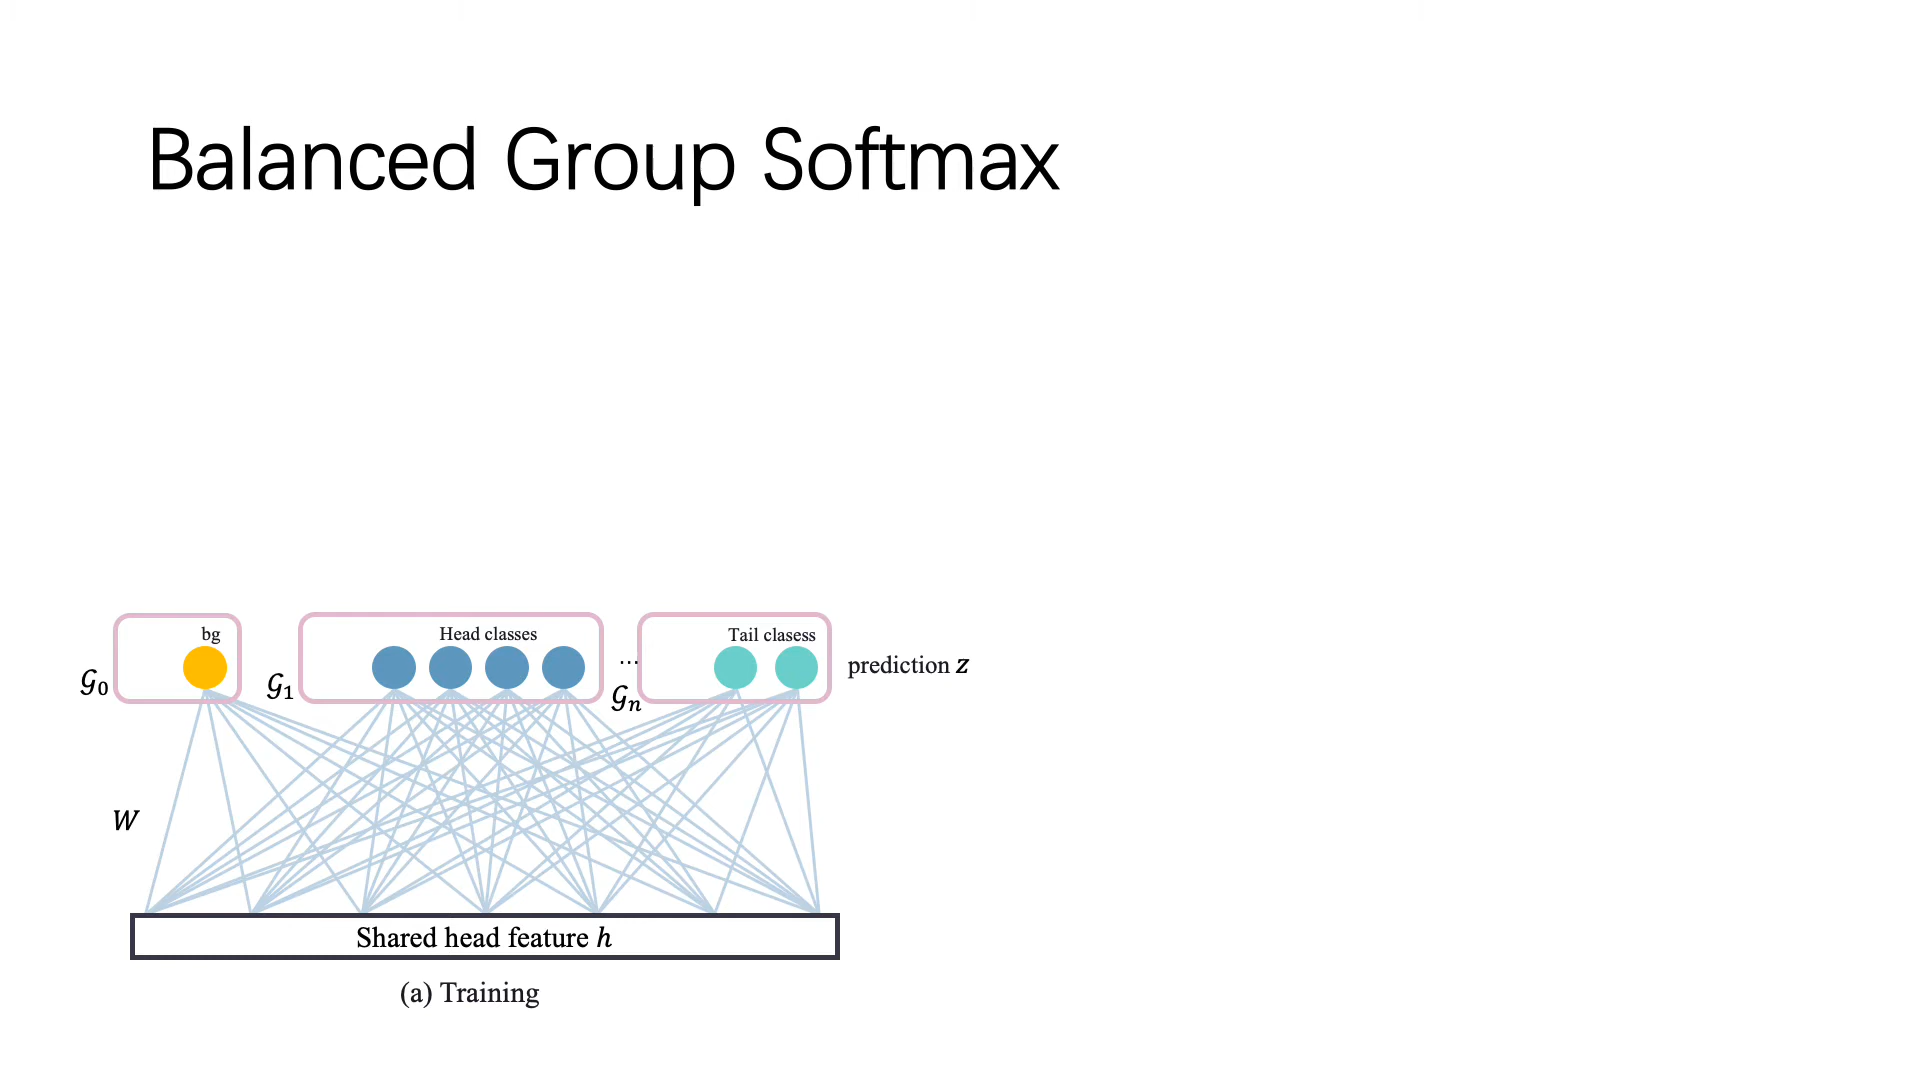 Balanced Group Softmax
bg
Head classes
Tail clasess
𝒢0
𝒢1
...
𝒢n
prediction z
W
Shared head feature h
(a) Training